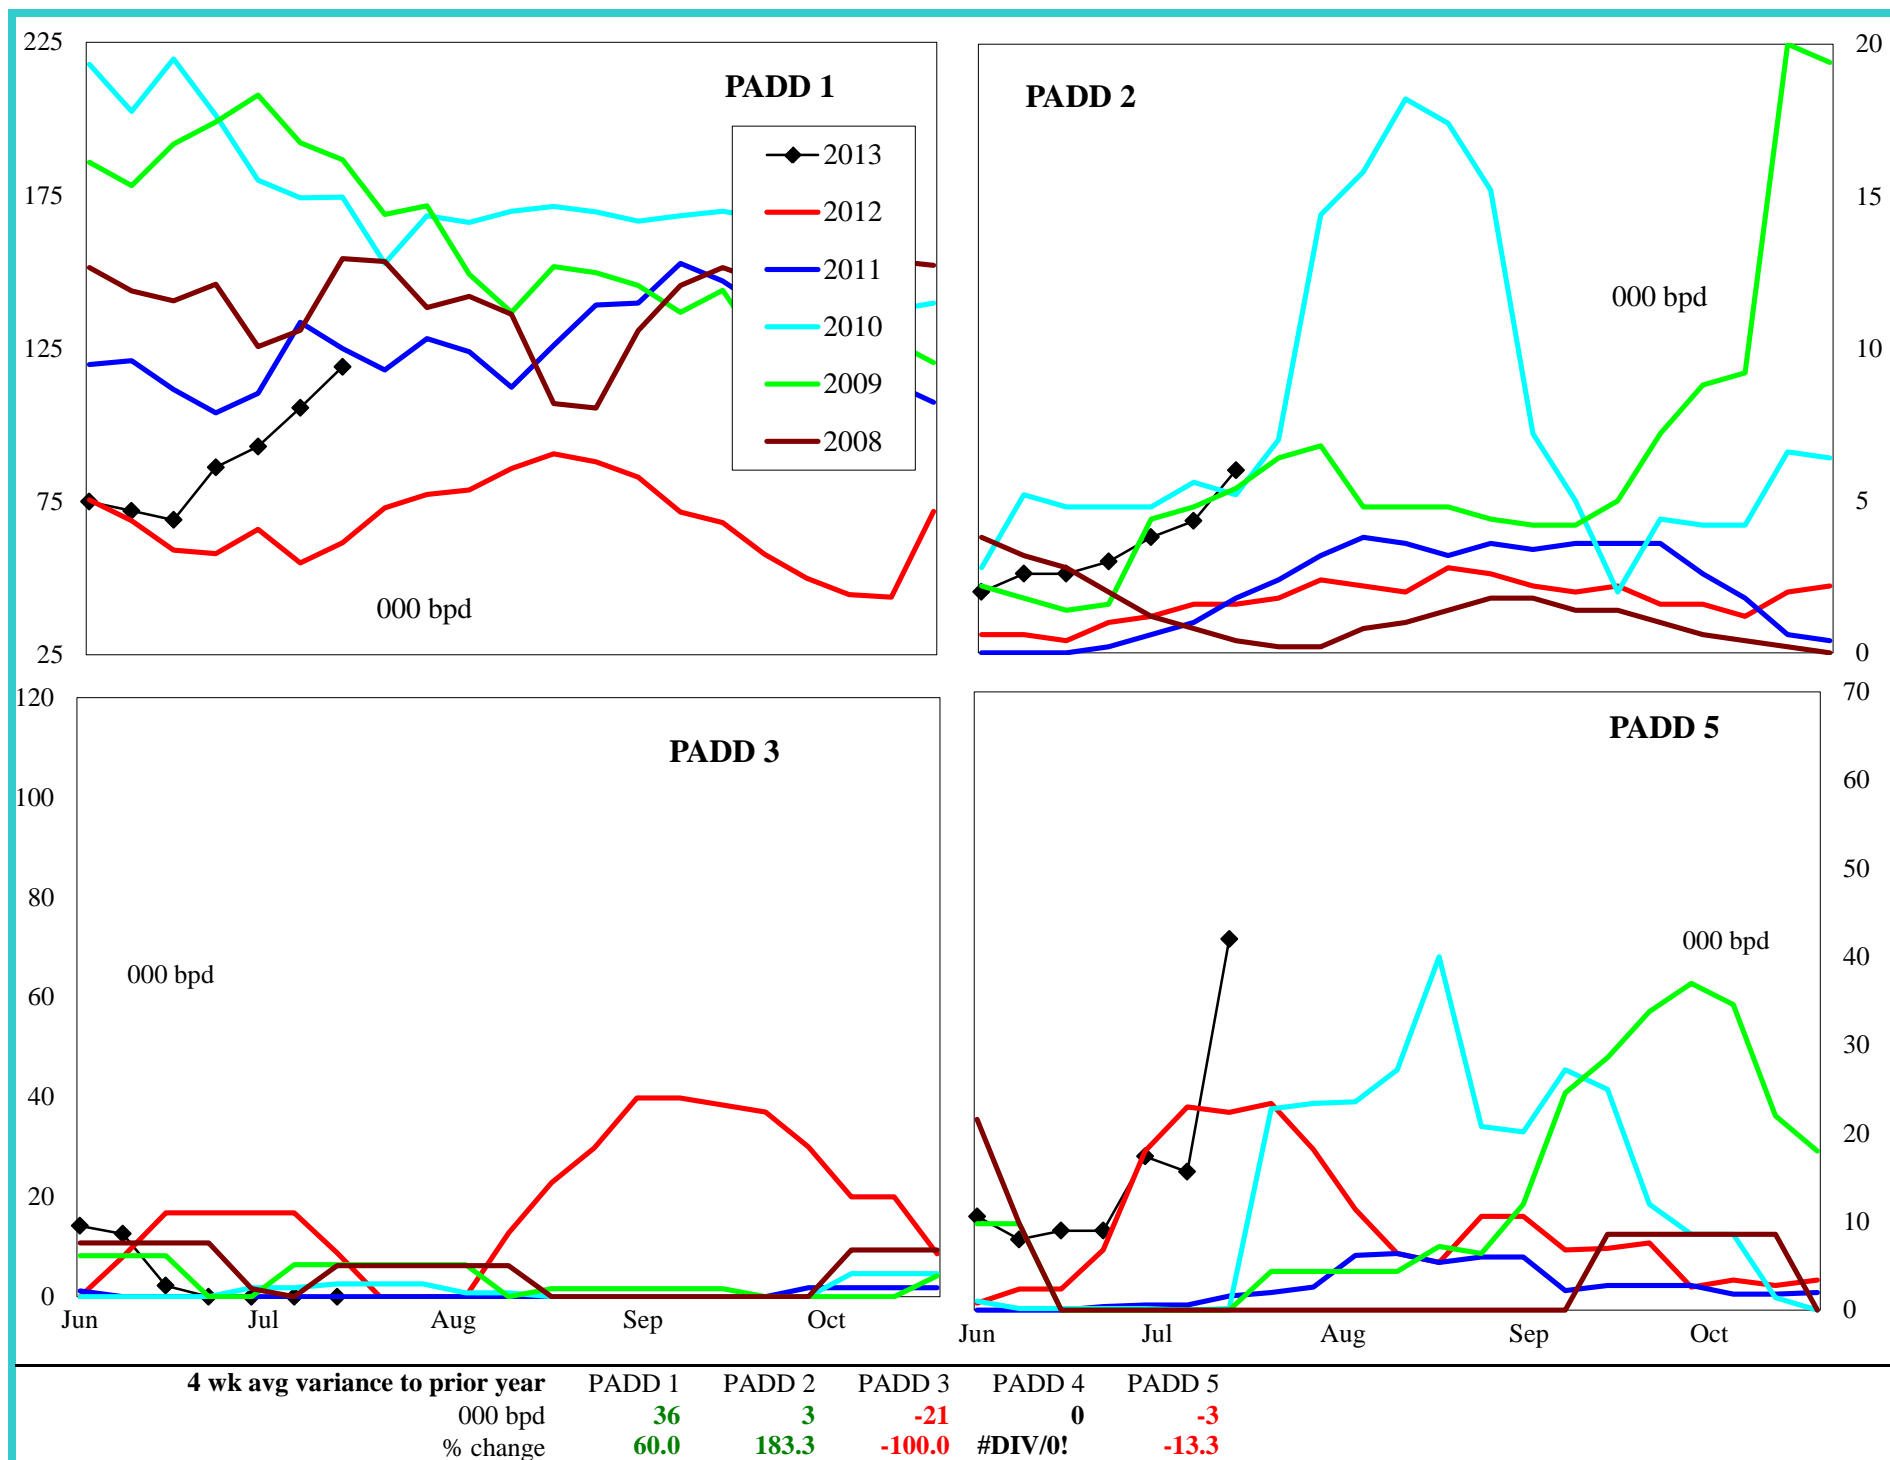 225
175
125
75
25
PADD 1
2013
2012
2011
2010
2009
2008
000 bpd
PADD 2
000 bpd
20
15
10
5
0
120
100
80
60
40
20
0
PADD 3
000 bpd
Jun Jul Aug Sep Oct
PADD 5
000 bpd
70
60
50
40
30
20
10
0
Jun Jul Aug Sep Oct
4 wk avg variance to prior year PADD 1 PADD 2 PADD 3 PADD 4 PADD 5
000 bpd 36 3 -21 0 -3
% change 60.0 183.3 -100.0 #DIV/0! -13.3